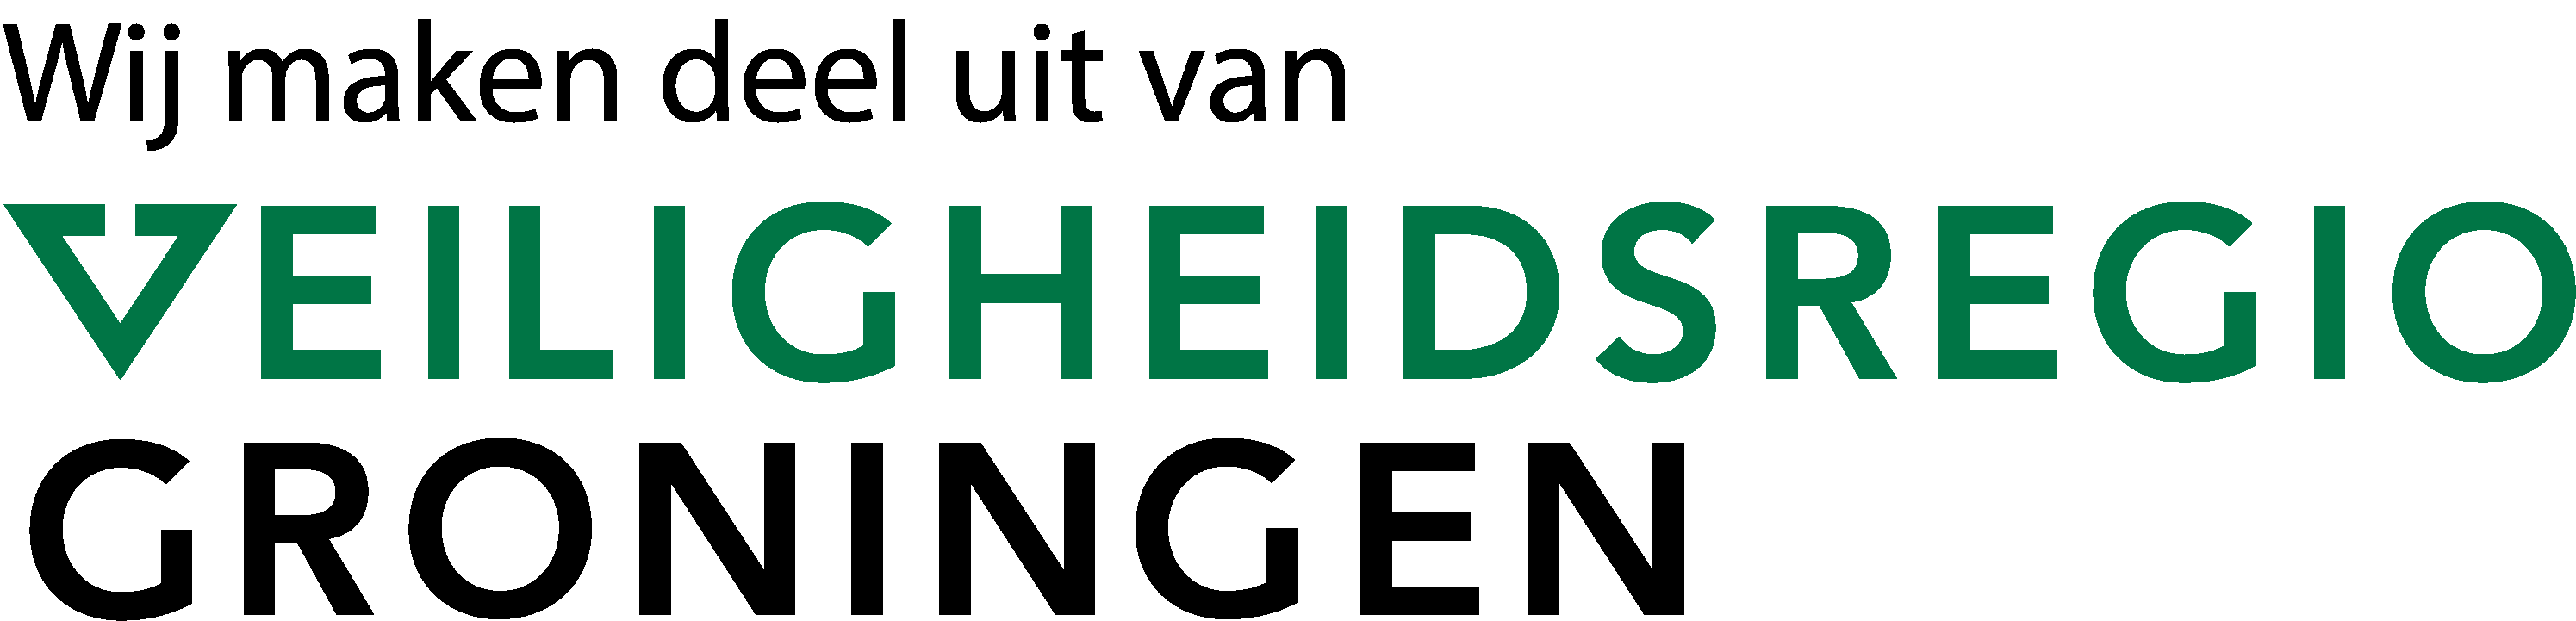 Wij maken deel uit van
VEILIGHEIDSREGIO
GRONINGEN